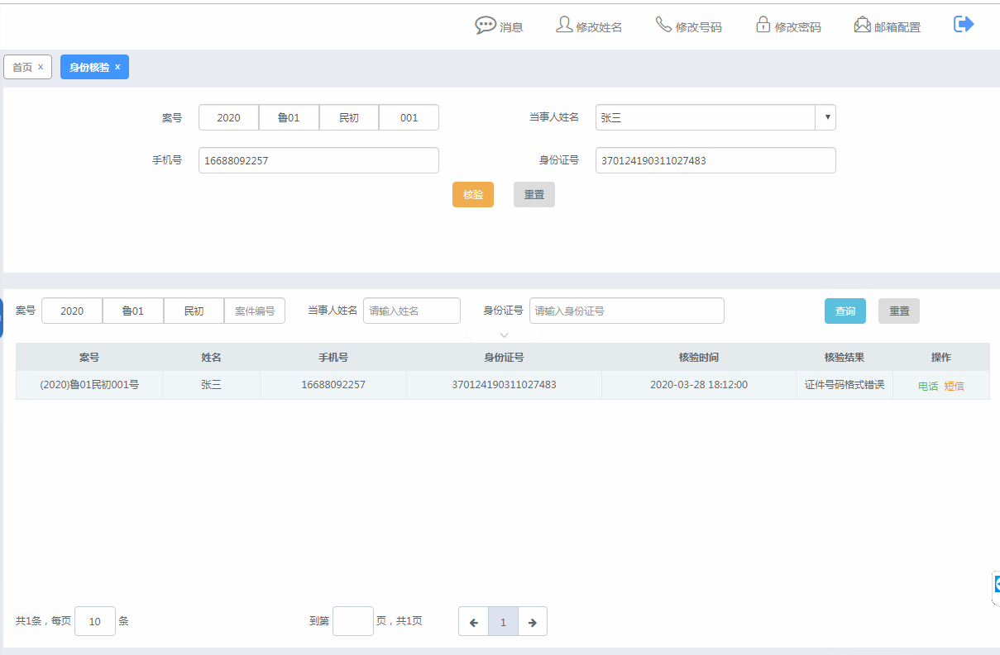 消息 修改姓名 修改号码 修改密码 邮箱配置
首页 x 身份核验 x
案号 2020 鲁01 民初 001 当事人姓名 张三
手机号 16688092257 身份证号 370124190311027483
核验 重置
案号 2020 鲁01 民初 案件编号 当事人姓名 请输入姓名 身份证号 请输入身份证号 查询 重置
案号 姓名 手机号 身份证号 核验时间 核验结果 操作
(2020)鲁01民初001号 张三 16688092257 370124190311027483 2020-03-28 18:12:00 证件号码格式错误 电话 短信
共1条，每页 10 条 到第 页，共1页 1